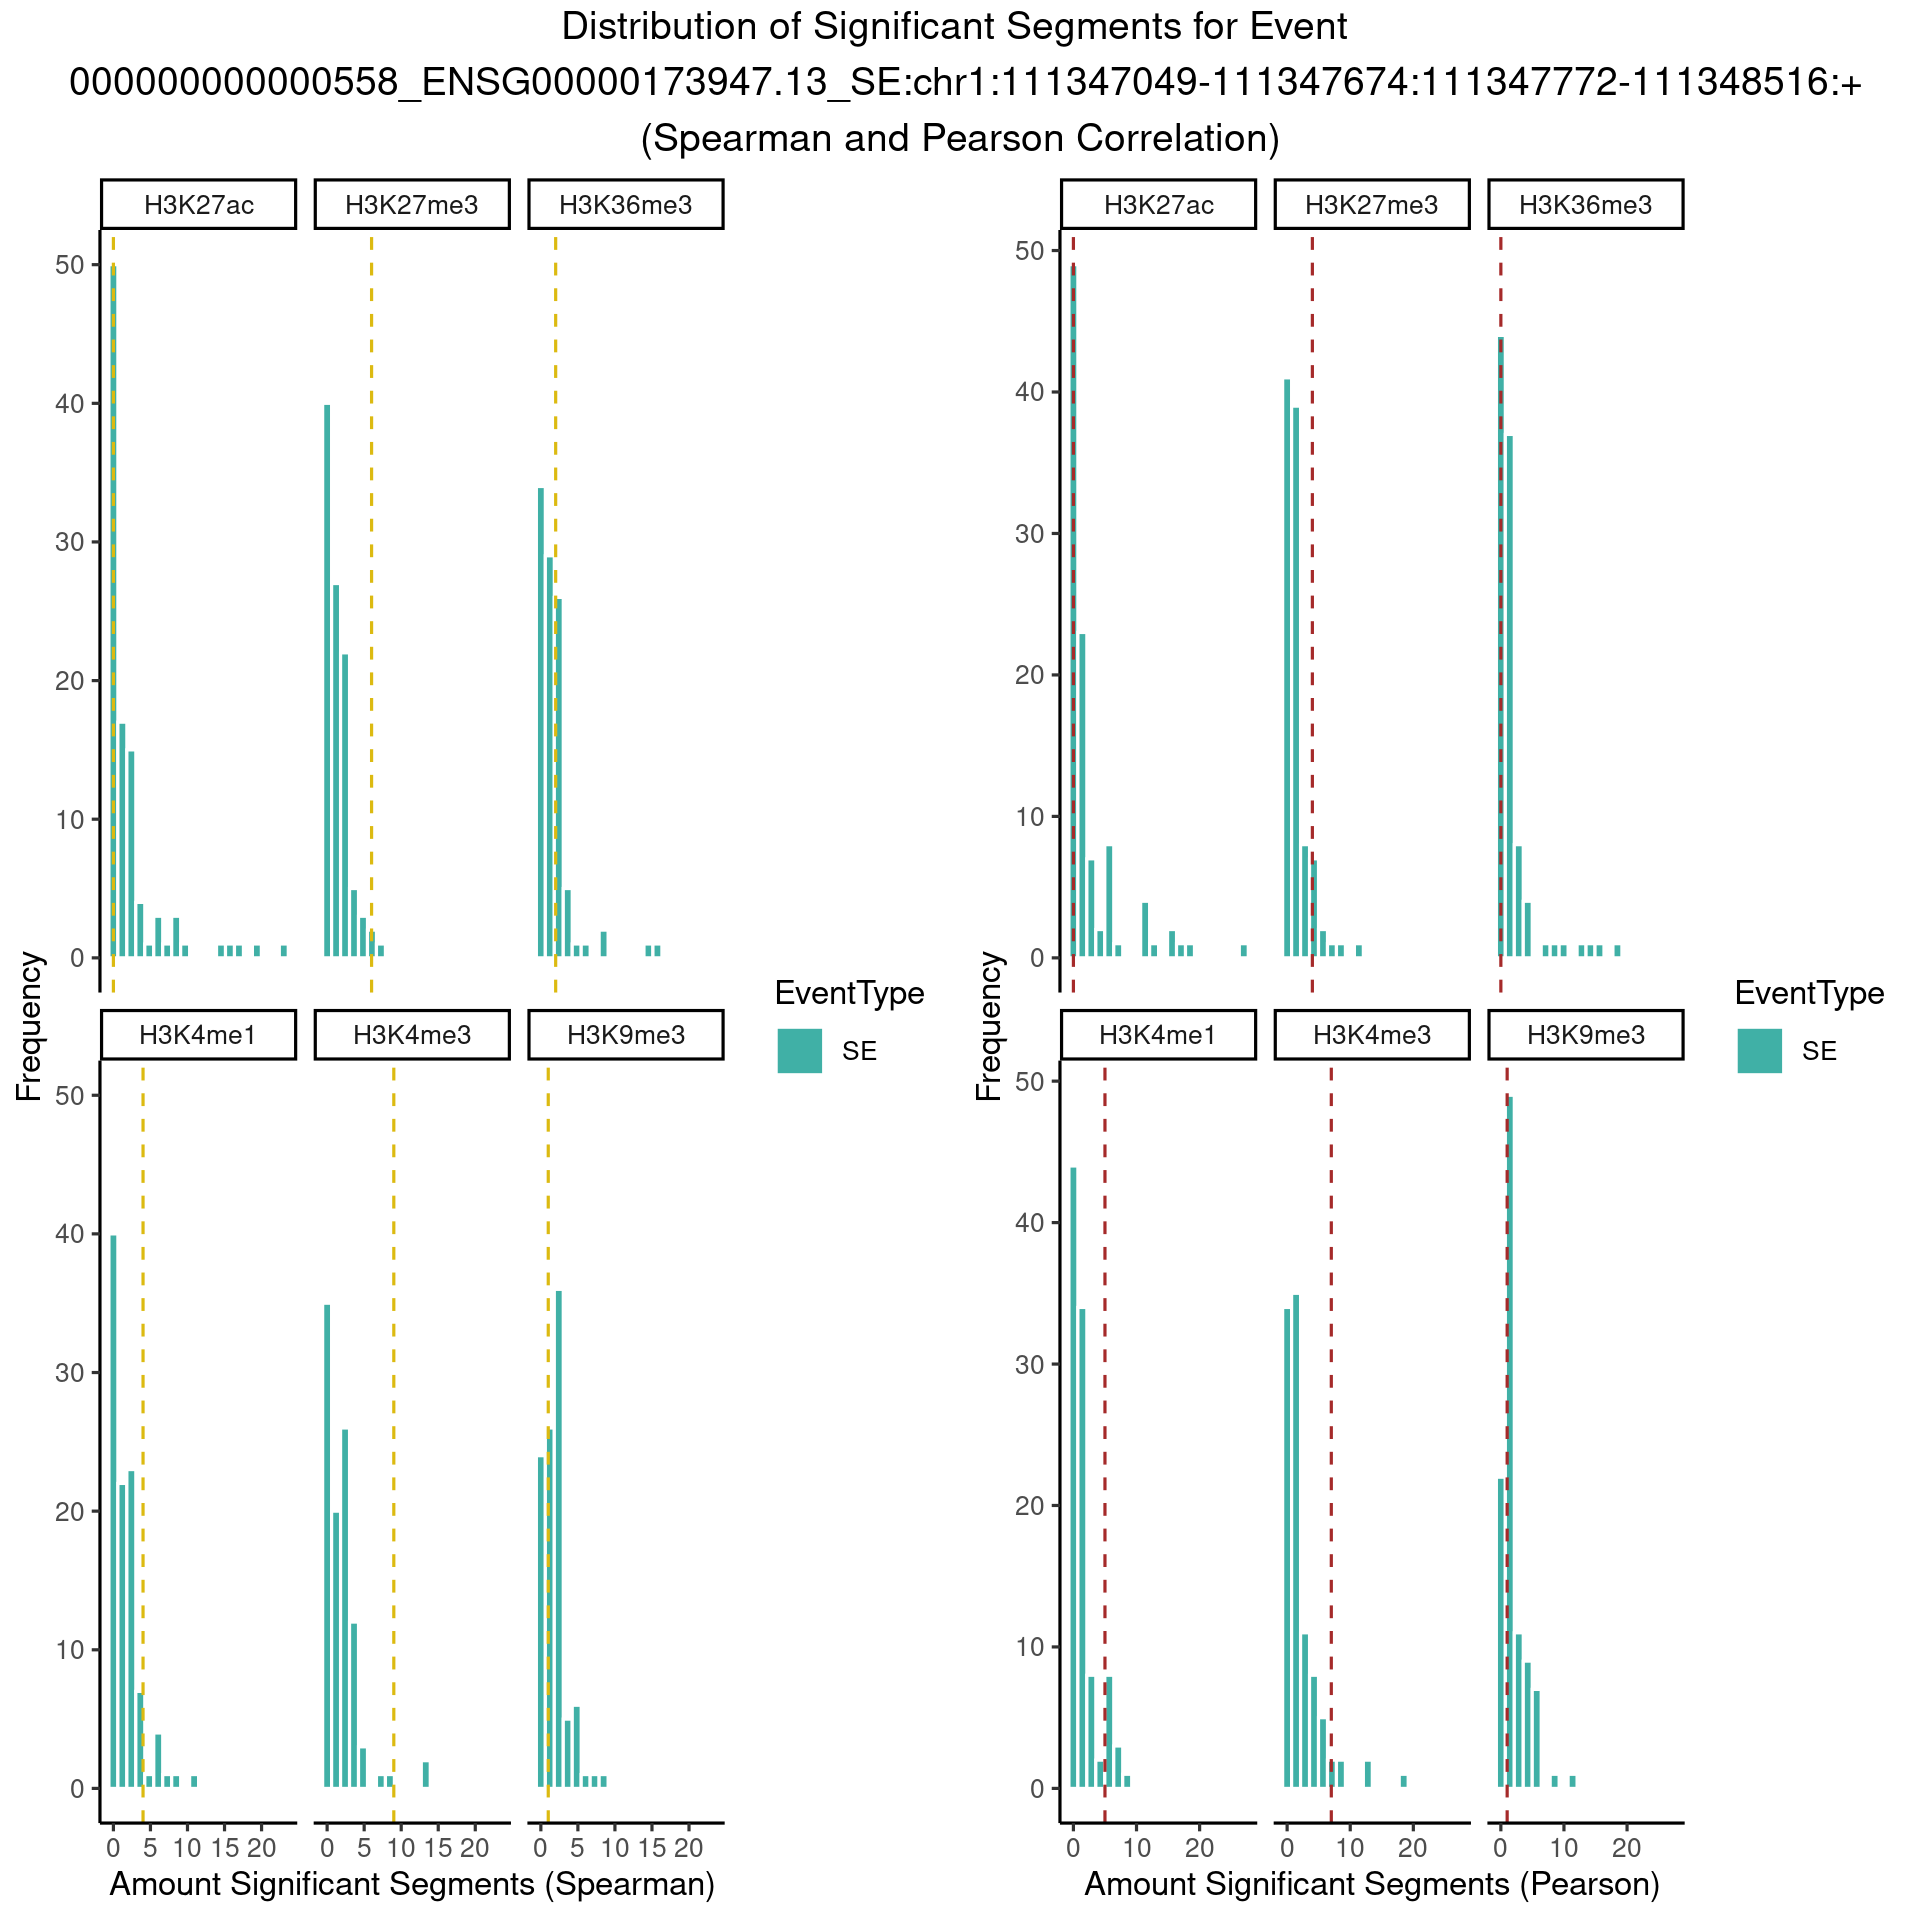 Distribution of Significant Segments for Event
000000000000558_ENSG00000173947.13_SE:chr1:111347049-111347674:111347772-111348516:+
(Spearman and Pearson Correlation)
H3K27ac H3K27me3 H3K36me3
50
40
30
20
10
0
H3K4me1 H3K4me3 H3K9me3
50
40
30
20
10
0
0 5 10 15 20 0 5 10 15 20 0 5 10 15 20
Frequency
Amount Significant Segments (Spearman)
EventType
SE
H3K27ac H3K27me3 H3K36me3
50
40
30
20
10
0
H3K4me1 H3K4me3 H3K9me3
50
40
30
20
10
0
0 10 20 0 10 20 0 10 20
Frequency
Amount Significant Segments (Pearson)
EventType
SE